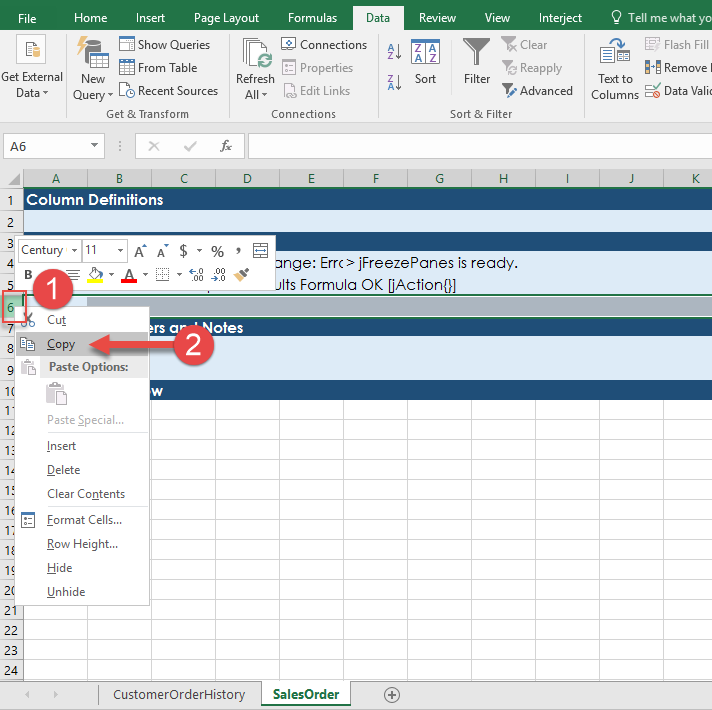 File Home Insert Page Layout Formulas Data Review View Interject Tell me what yo
Show Queries
From Table
Recent Sources
Get External
Data
New
Query
Get & Transform
Refresh
All
Connections
Properties
Edit Links
Connections
Sort
Filter
Clear
Reapply
Advanced
Sort & Filter
Text to
Columns
Flash Fill
Remove
Data Valid
A6 fx
A B C D E F G H I J K
1 Column Definitions
2
3
4 ange: Erro> jFreezePanes is ready.
5 ults Formula OK [jAction{}]
Century 11 A A $ % ,
B A .00 .00
1
6
Cut
7 ers and Notes
Copy 2
8
Paste Options:
9
10 w
Paste Special...
Insert
Delete
Clear Contents
Format Cells...
Row Height...
Hide
Unhide
11
12
13
14
15
16
17
18
19
20
21
22
23
24
CustomerOrderHistory SalesOrder